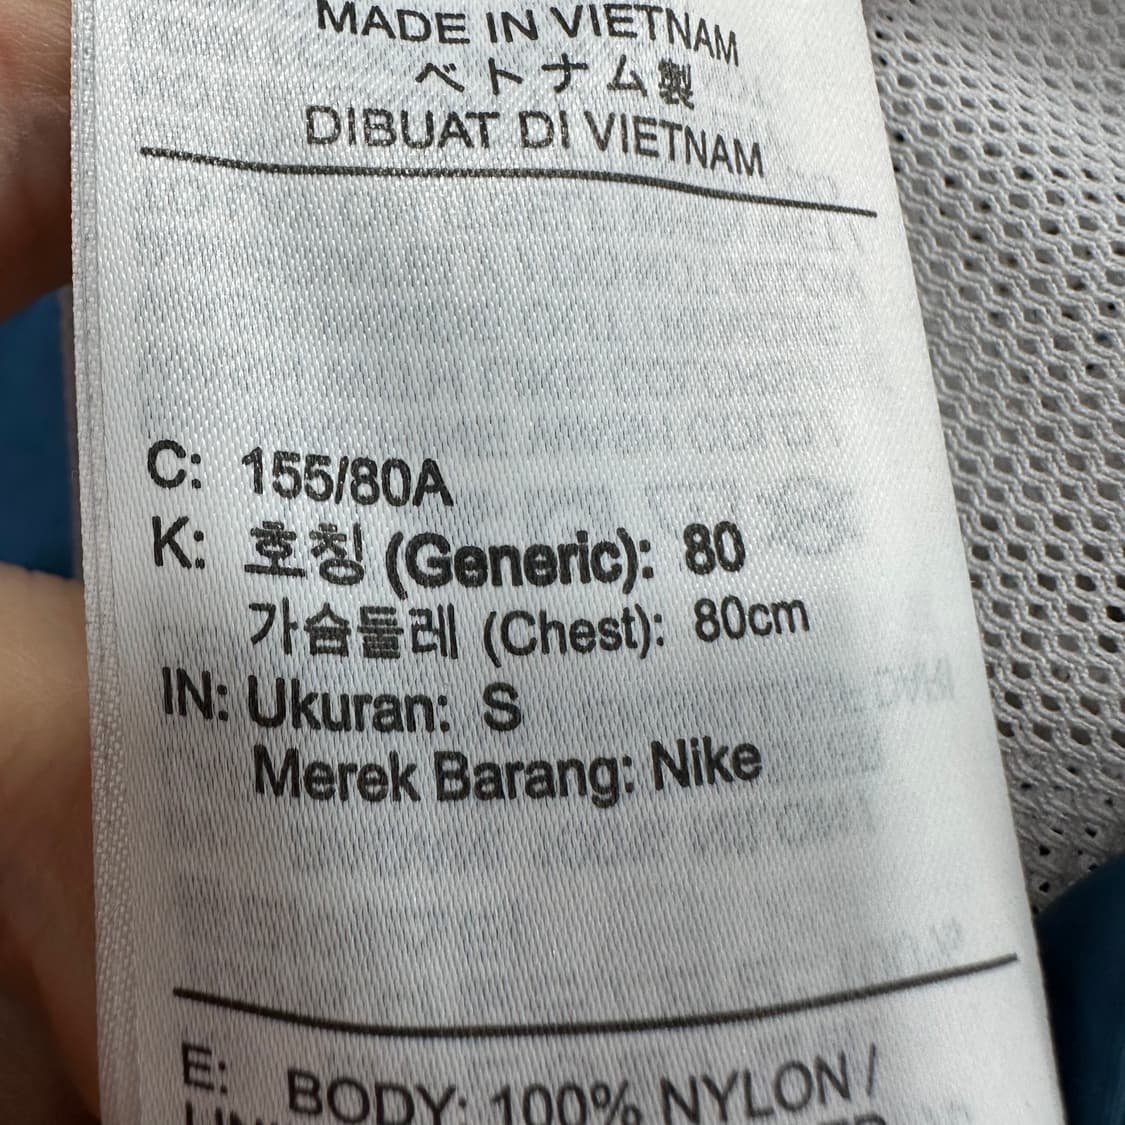 MADE IN VIETNAM
ベトナム製
DIBUAT DI VIETNAM
C: 155/80A
K: 호칭 (Generic): 80
가슴둘레 (Chest): 80cm
IN: Ukuran: S
Merek Barang: Nike
E: BODY: 100% NYLON /